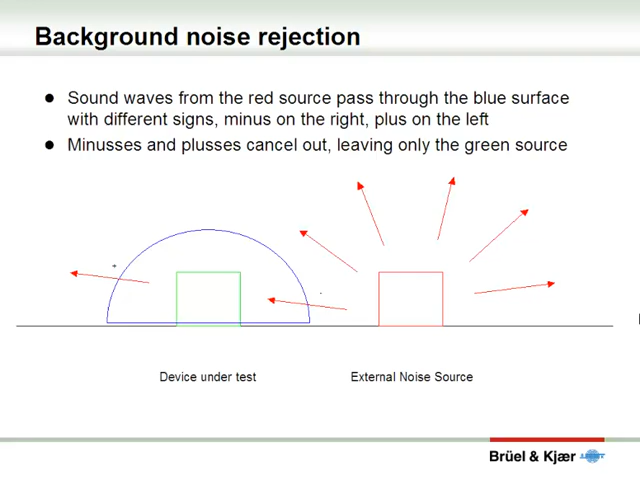 Background noise rejection
Sound waves from the red source pass through the blue surface
with different signs, minus on the right, plus on the left
Minusses and plusses cancel out, leaving only the green source
+
-
Device under test
External Noise Source
Brüel & Kjær